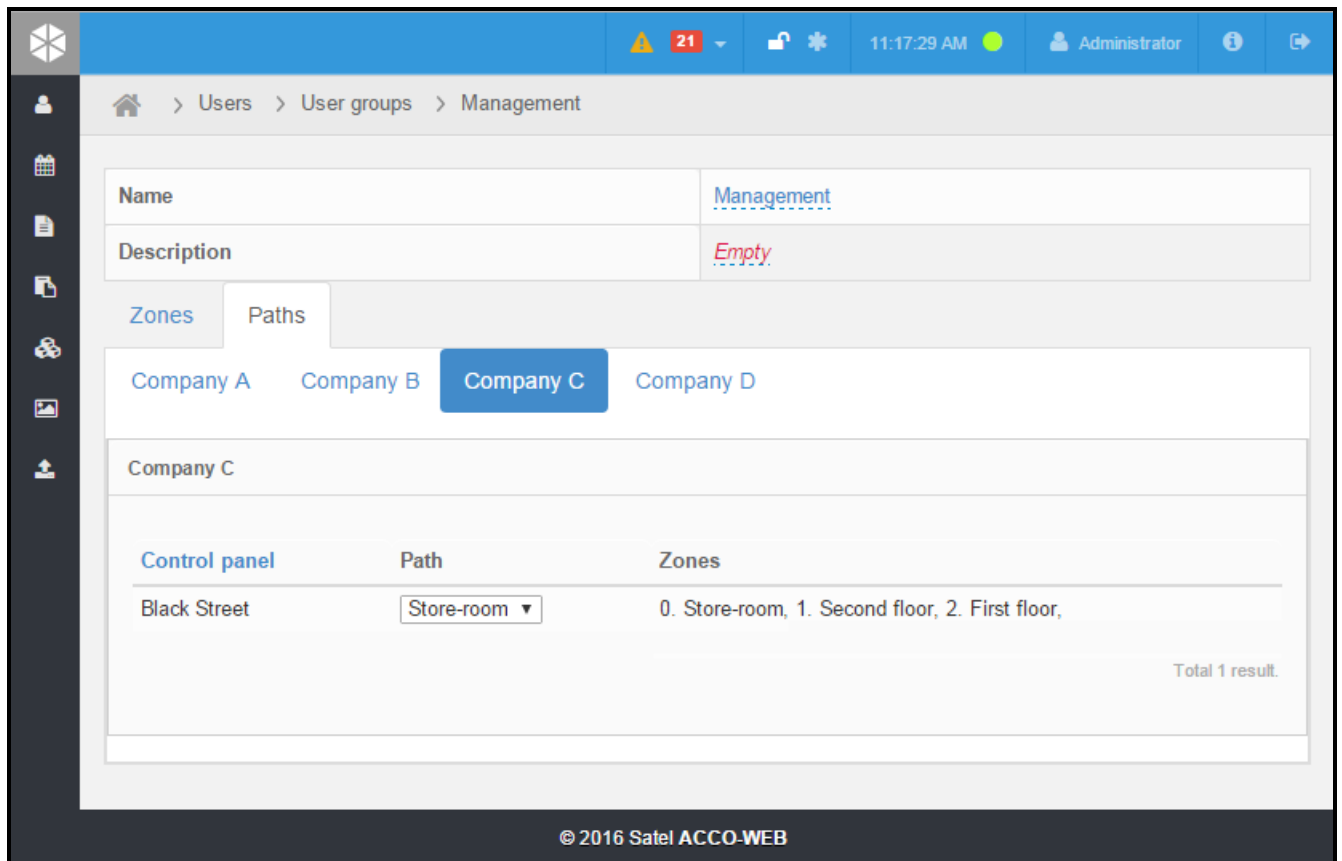 21 11:17:29 AM Administrator
> Users > User groups > Management
Name Management
Description Empty
Zones Paths
Company A Company B Company C Company D
Company C
Control panel Path Zones
Black Street Store-room ▼ 0. Store-room, 1. Second floor, 2. First floor,
Total 1 result.
© 2016 Satel ACCO-WEB